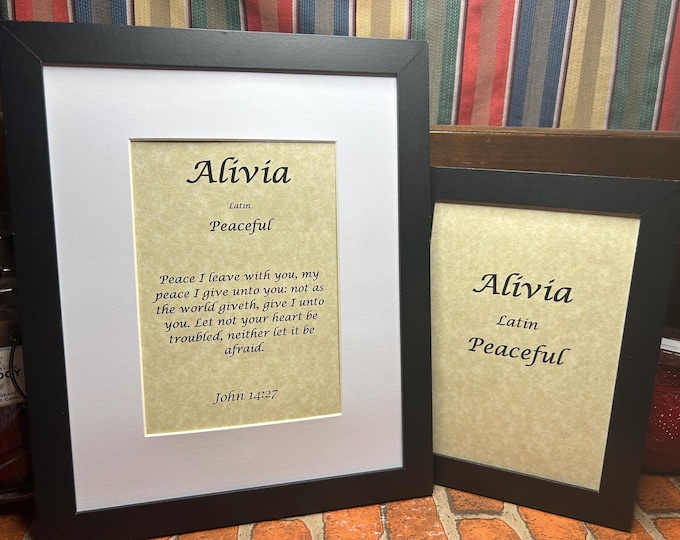 Alivia
Latin
Peaceful
Peace I leave with you, my
peace I give unto you: not as
the world giveth, give I unto
you. Let not your heart be
troubled, neither let it be
afraid.
John 14:27
Alivia
Latin
Peaceful